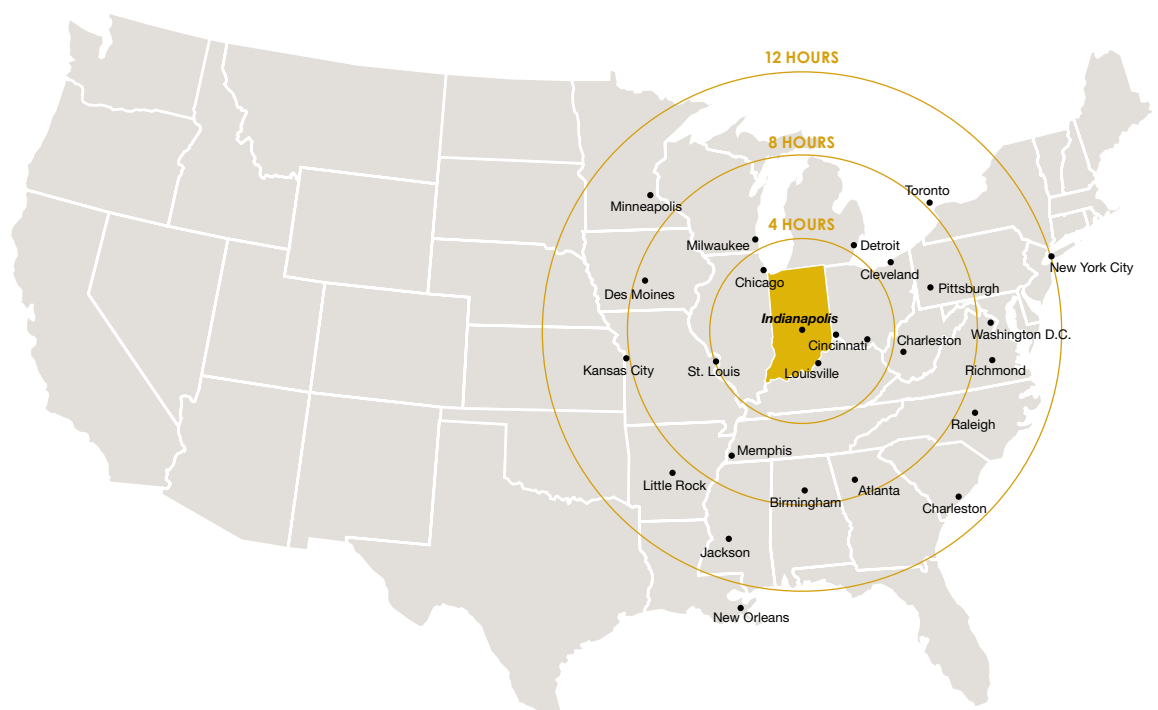 12 HOURS
8 HOURS
Toronto
Minneapolis
4 HOURS
Milwaukee
Detroit
New York City
Cleveland
Chicago
Des Moines
Pittsburgh
Indianapolis
Washington D.C.
Charleston
Cincinnati
Kansas City
St. Louis
Louisville
Richmond
Raleigh
Memphis
Little Rock
Atlanta
Birmingham
Charleston
Jackson
New Orleans